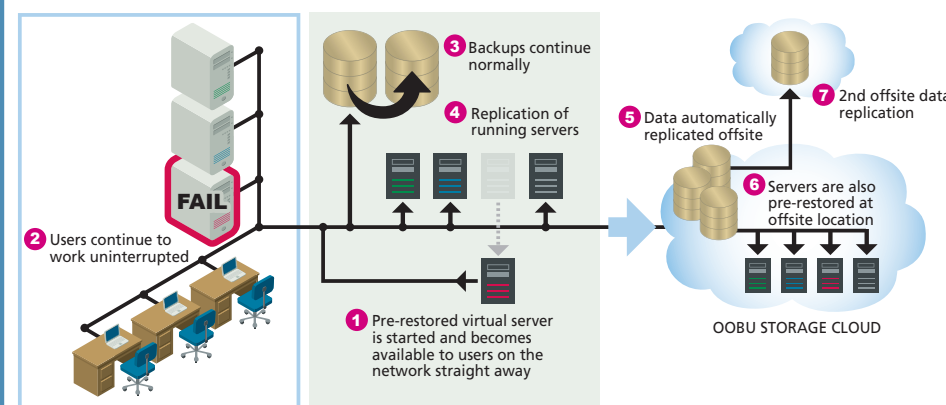 3 Backups continue
normally
4 Replication of
running servers
5 Data automatically
replicated offsite
7 2nd offsite data
replication
6 Servers are also
pre-restored at
offsite location
FAIL
2 Users continue to
work uninterrupted
1 Pre-restored virtual server
is started and becomes
available to users on the
network straight away
OOBU STORAGE CLOUD